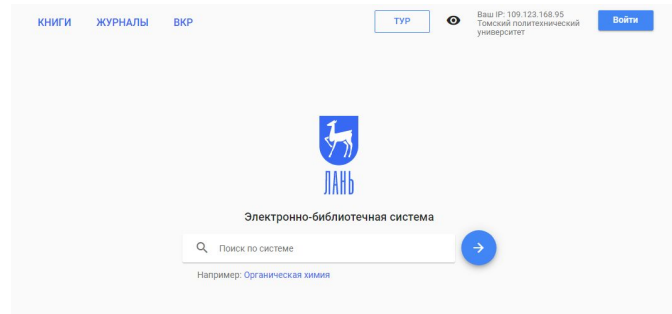 КНИГИ ЖУРНАЛЫ ВКР ТУР Ваш IP: 109.123.168.95
Томский политехнический
университет
Войти
ЛАНЬ
Электронно-библиотечная система
Поиск по системе
Например: Органическая химия